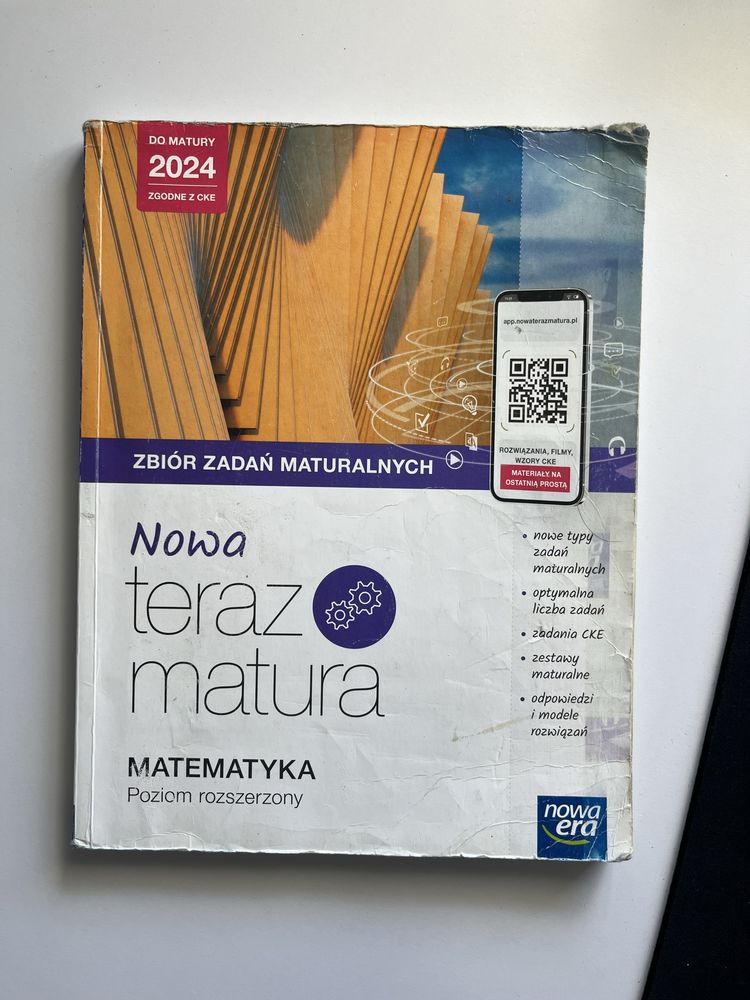 DO MATURY
2024
ZGODNE Z CKE
app.nowaterazmatura.pl
ROZWIĄZANIA, FILMY,
WZORY CKE
MATERIAŁY NA
OSTATNIĄ PROSTĄ
ZBIÓR ZADAŃ MATURALNYCH
Nowa
teraz
matura
• nowe typy
zadań
maturalnych
• optymalna
liczba zadań
• zadania CKE
• zestawy
maturalne
• odpowiedzi
i modele
rozwiązań
MATEMATYKA
Poziom rozszerzony
nowa
era